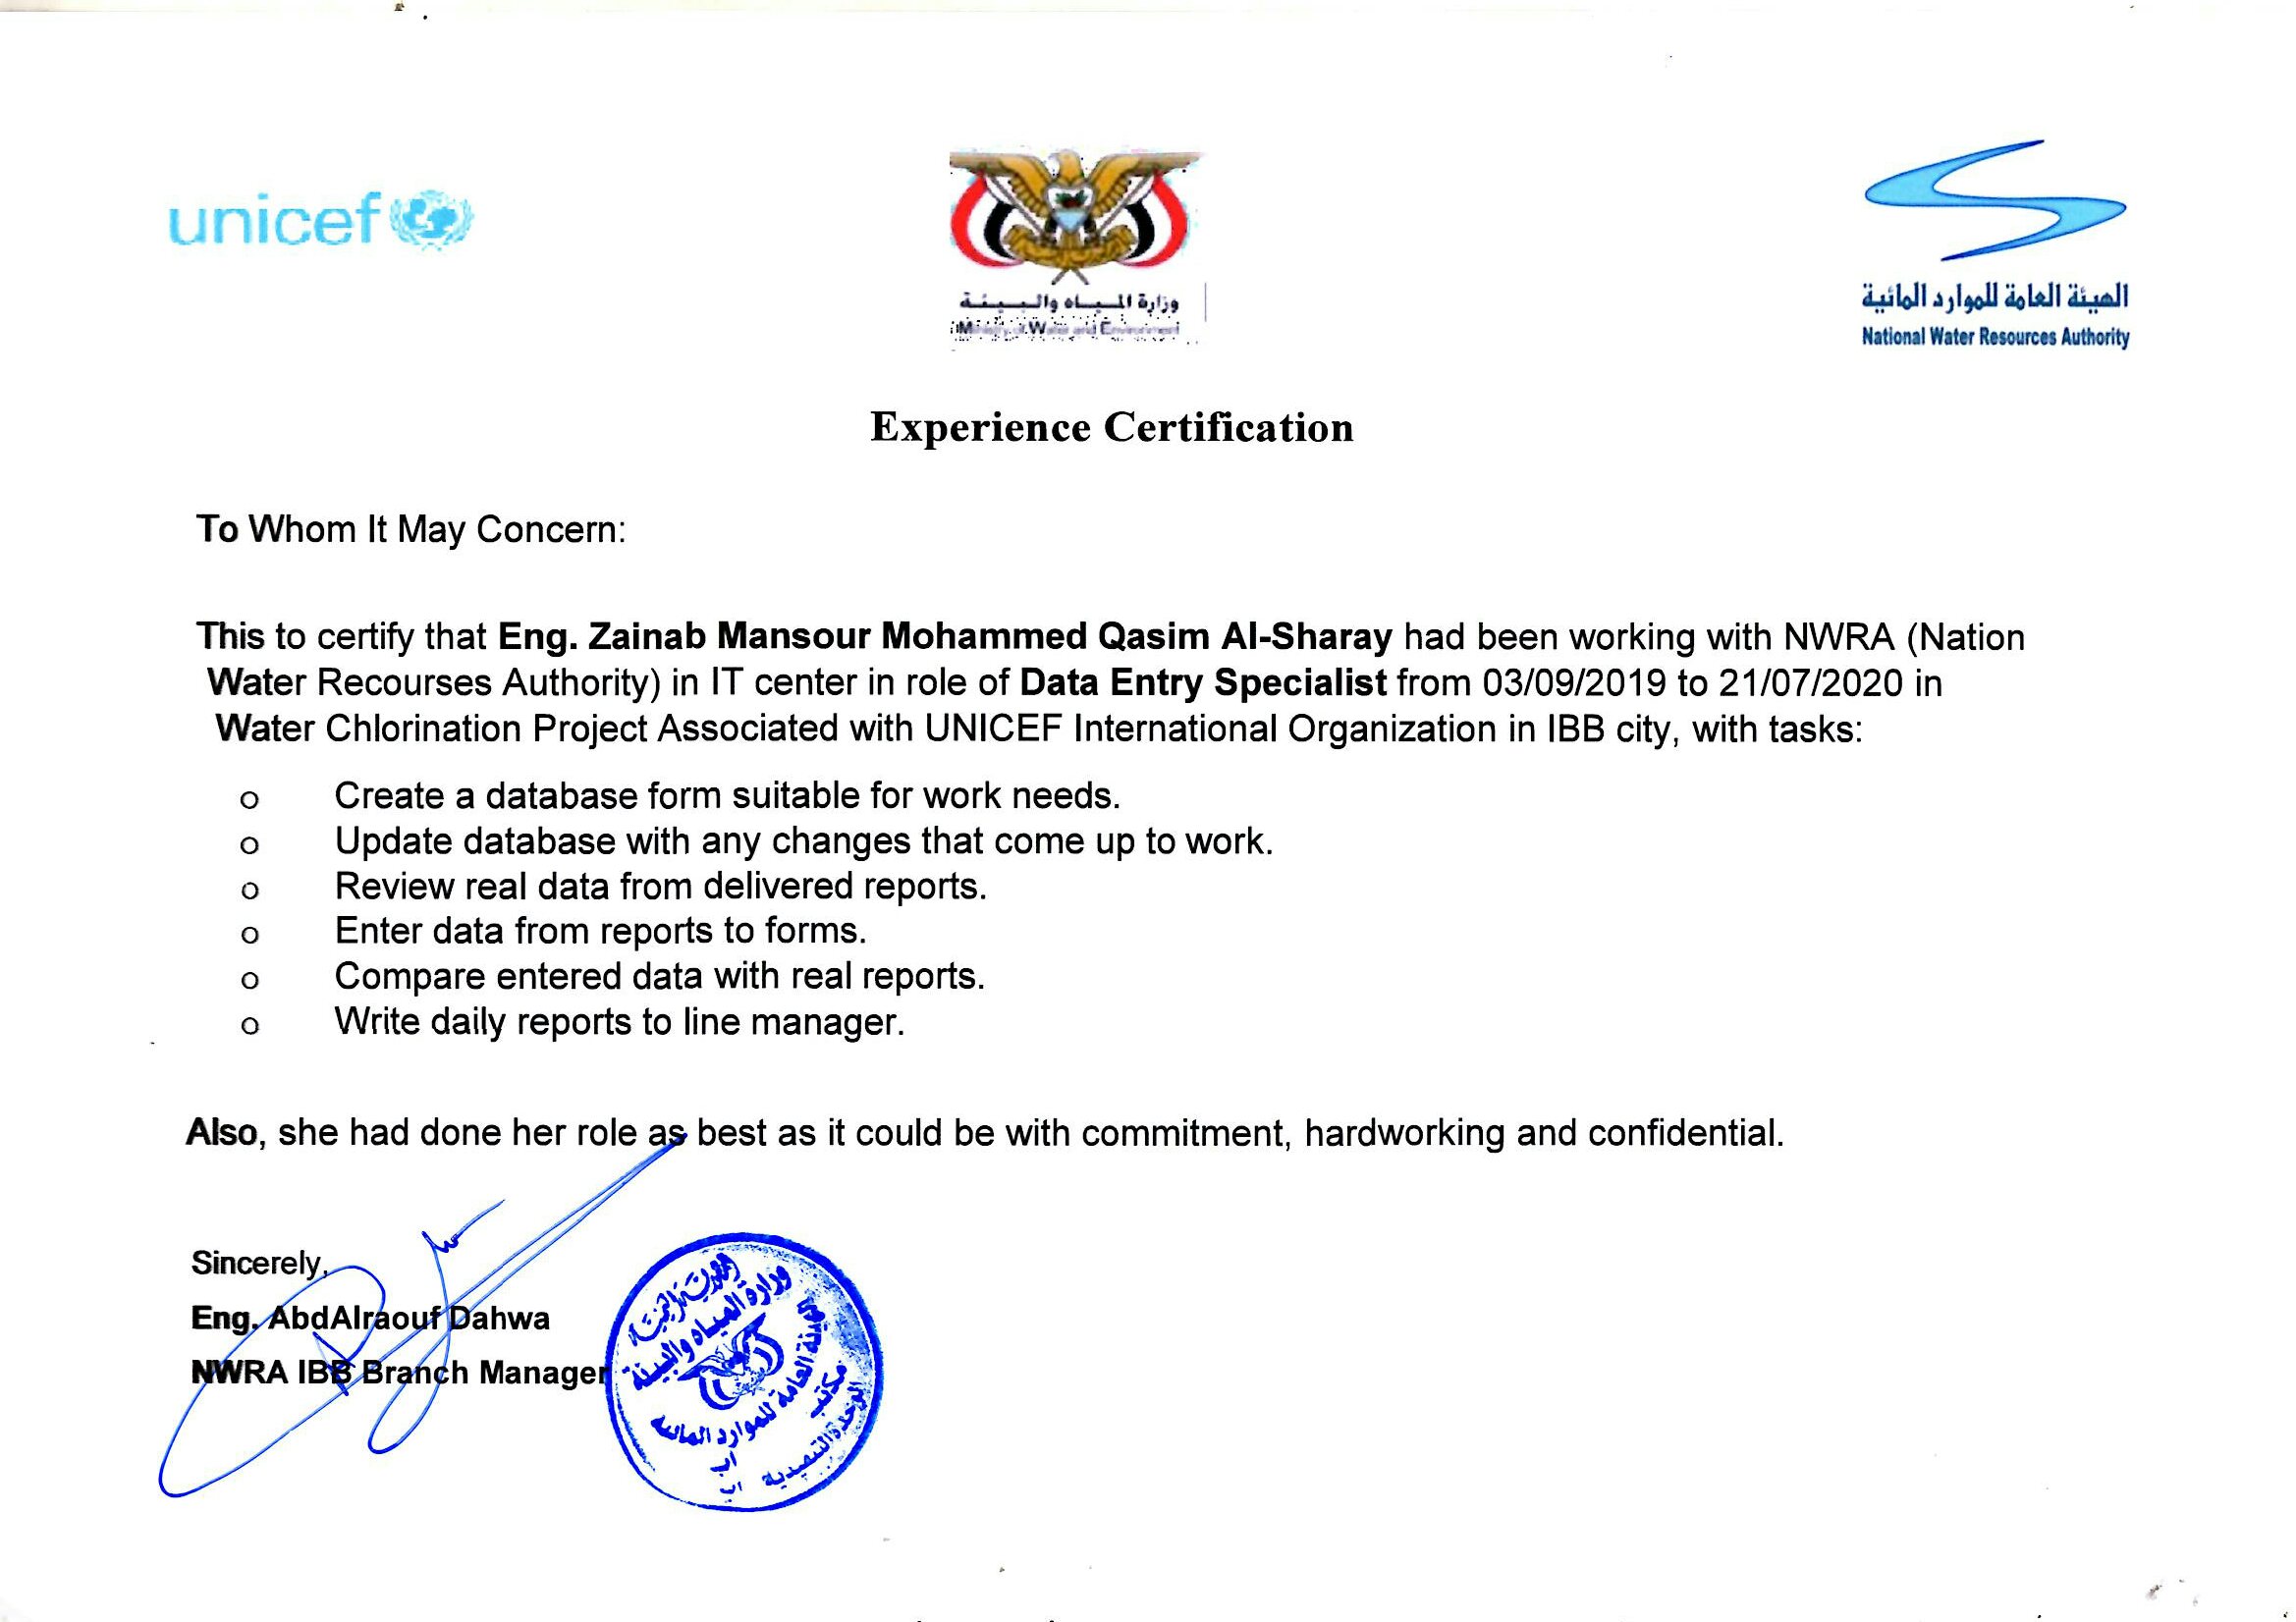 unicef
وزارة المياه والبيئة
Ministry of Water and Environment
الهيئة العامة للموارد المائية
National Water Resources Authority
Experience Certification
To Whom It May Concern:
This to certify that Eng. Zainab Mansour Mohammed Qasim Al-Sharay had been working with NWRA (Nation
Water Recourses Authority) in IT center in role of Data Entry Specialist from 03/09/2019 to 21/07/2020 in
Water Chlorination Project Associated with UNICEF International Organization in IBB city, with tasks:
o Create a database form suitable for work needs.
o Update database with any changes that come up to work.
o Review real data from delivered reports.
o Enter data from reports to forms.
o Compare entered data with real reports.
o Write daily reports to line manager.
Also, she had done her role as best as it could be with commitment, hardworking and confidential.
Sincerely,
Eng. AbdAlraouf Dahwa
NWRA IBB Branch Manager
وزارة المياه والبيئة
الهيئة العامة للموارد المائية
مكتب
اب